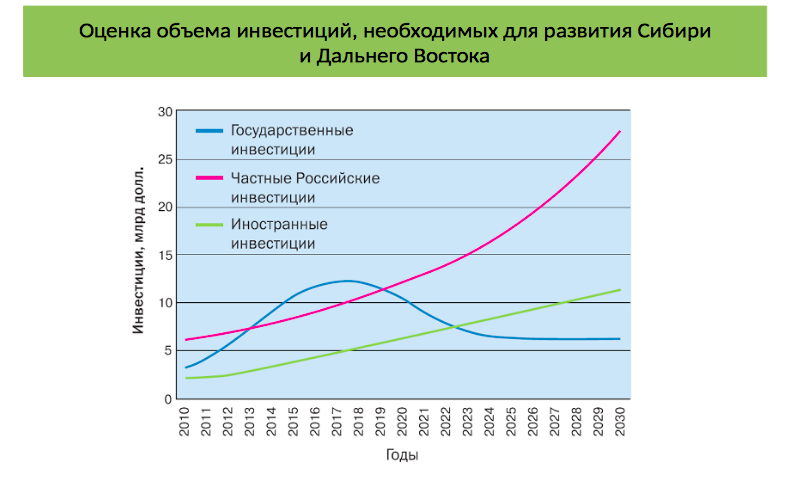 Оценка объема инвестиций, необходимых для развития Сибири
и Дальнего Востока
Инвестиции, млрд долл.
30
25
20
15
10
5
0
Государственные
инвестиции
Частные Российские
инвестиции
Иностранные
инвестиции
2010
2011
2012
2013
2014
2015
2016
2017
2018
2019
2020
2021
2022
2023
2024
2025
2026
2027
2028
2029
2030
Годы